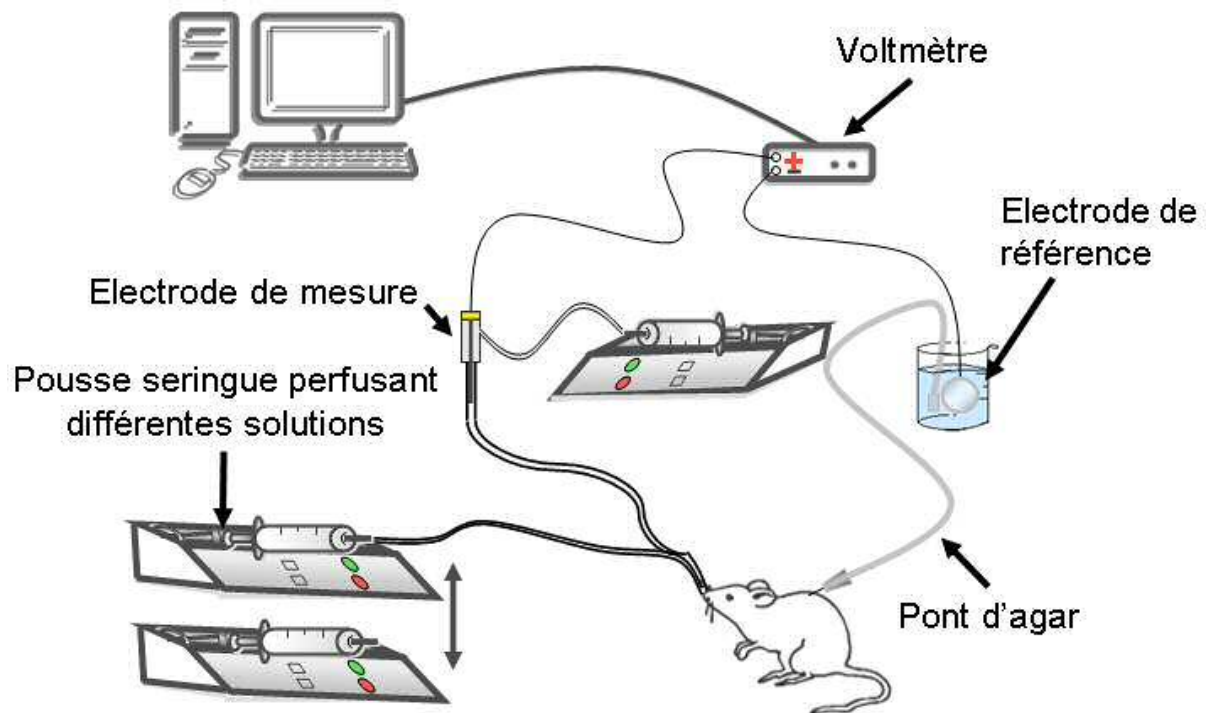 Voltmètre
Electrode de
référence
Electrode de mesure
Pousse seringue perfusant
différentes solutions
Pont d'agar